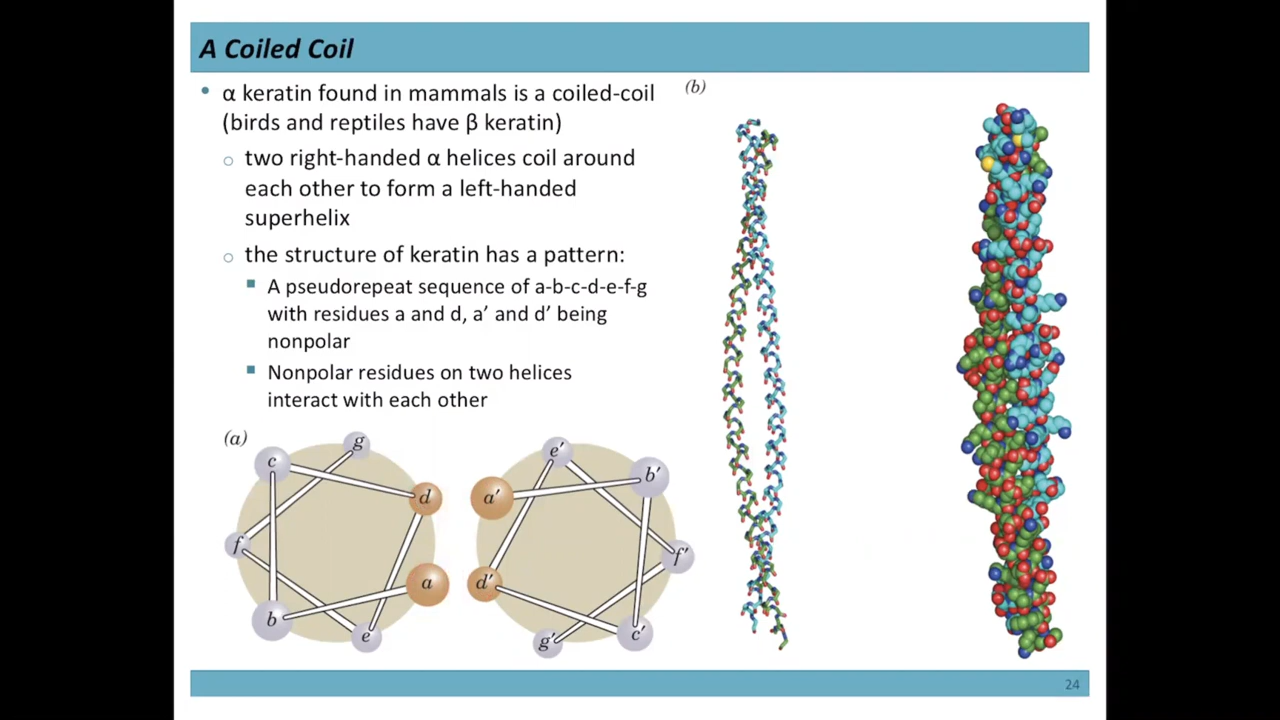 A Coiled Coil
• α keratin found in mammals is a coiled-coil
(birds and reptiles have β keratin)
○ two right-handed α helices coil around
each other to form a left-handed
superhelix
○ the structure of keratin has a pattern:
▪ A pseudorepeat sequence of a-b-c-d-e-f-g
with residues a and d, a’ and d’ being
nonpolar
▪ Nonpolar residues on two helices
interact with each other
(a)
c
g
d
f
a
b
e
e′
b′
a′
f′
d′
g′
c′
(b)
24